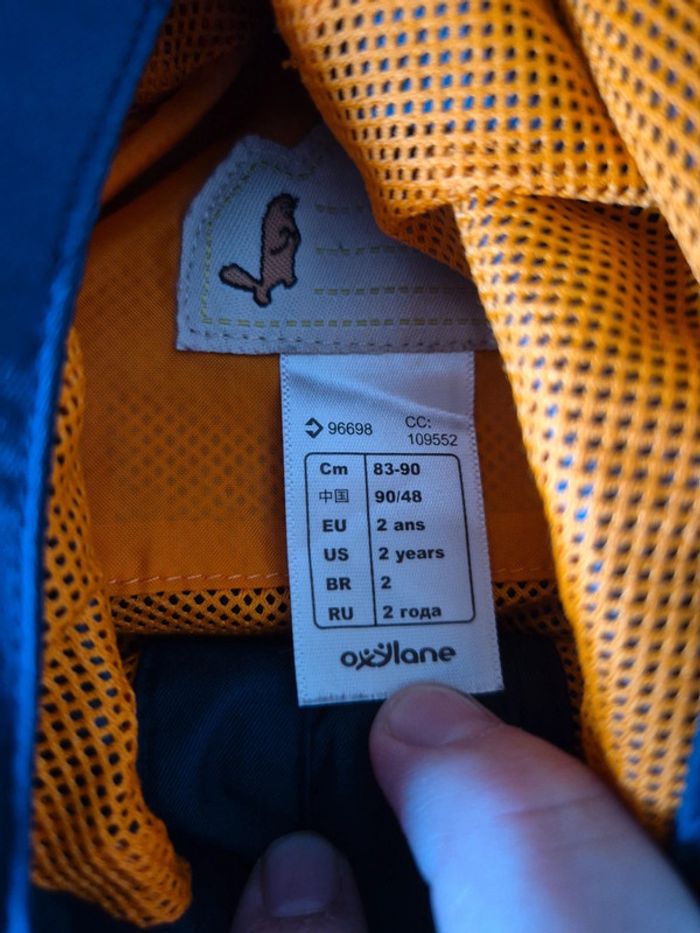 96698 CC:
109552
Cm 83-90
中国 90/48
EU 2 ans
US 2 years
BR 2
RU 2 года
oxylane